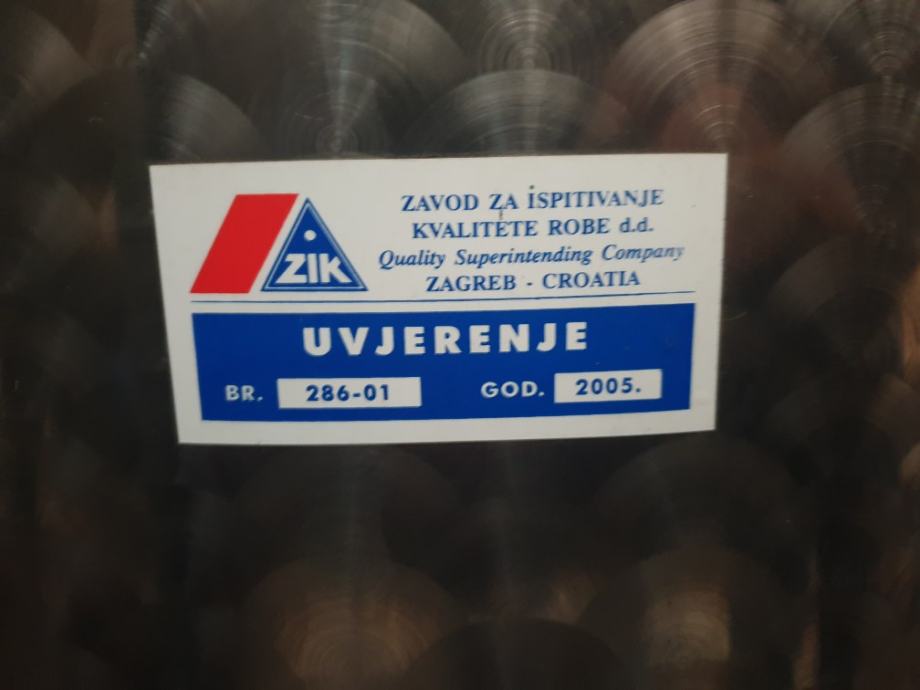 ZIK
ZAVOD ZA ISPITIVANJE
KVALITETE ROBE d.d.
Quality Superintending Company
ZAGREB - CROATIA
UVJERENJE
BR. 286-01 GOD. 2005.